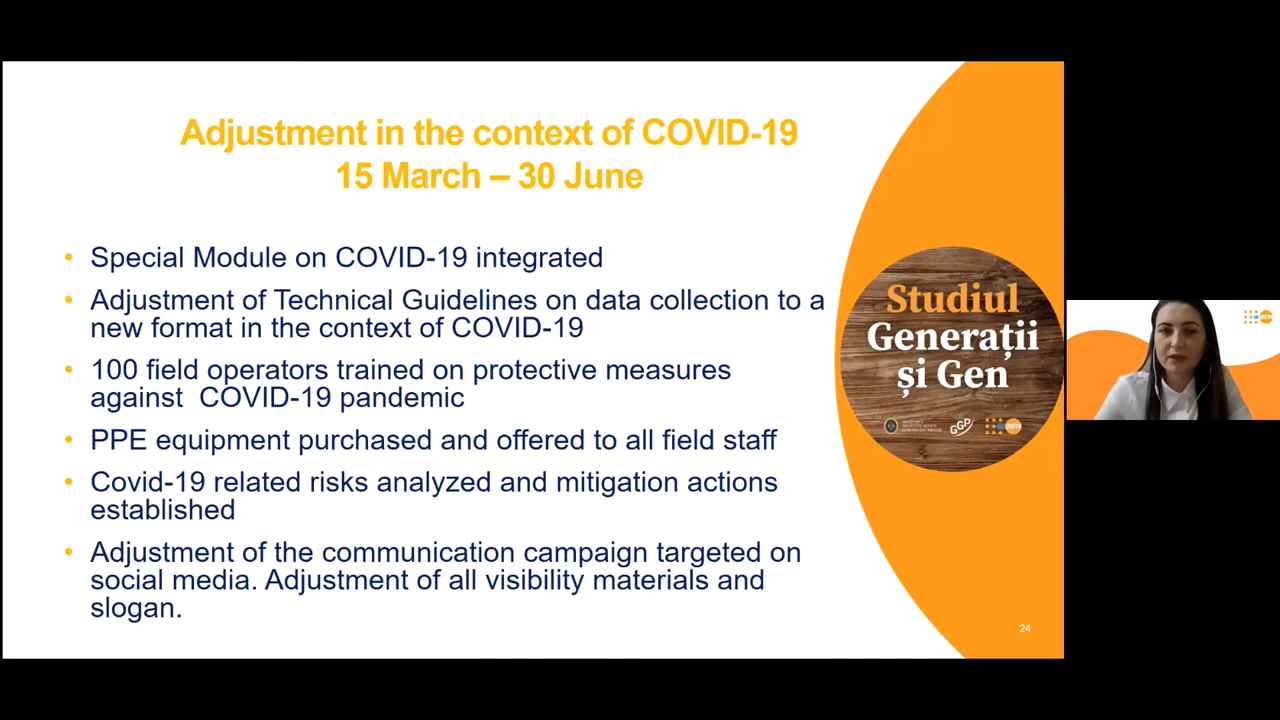 Adjustment in the context of COVID-19
15 March – 30 June
• Special Module on COVID-19 integrated
• Adjustment of Technical Guidelines on data collection to a
new format in the context of COVID-19
• 100 field operators trained on protective measures
against COVID-19 pandemic
• PPE equipment purchased and offered to all field staff
• Covid-19 related risks analyzed and mitigation actions
established
• Adjustment of the communication campaign targeted on
social media. Adjustment of all visibility materials and
slogan.
Studiul
Generații
și Gen
GGP
UNFPA
24